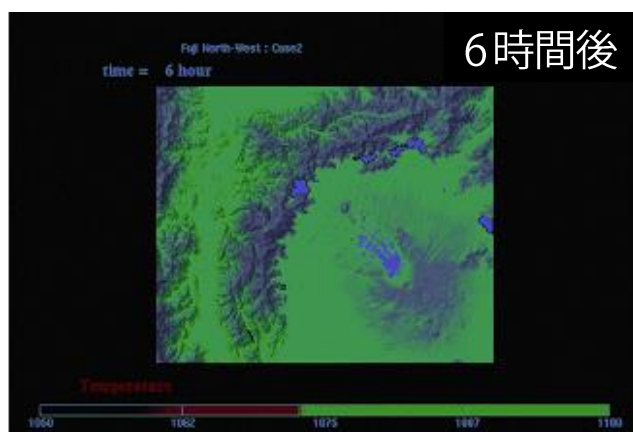 6時間後
Fuji North-West : Case2
time = 6 hour
Temperature
1050 1062 1075 1087 1100